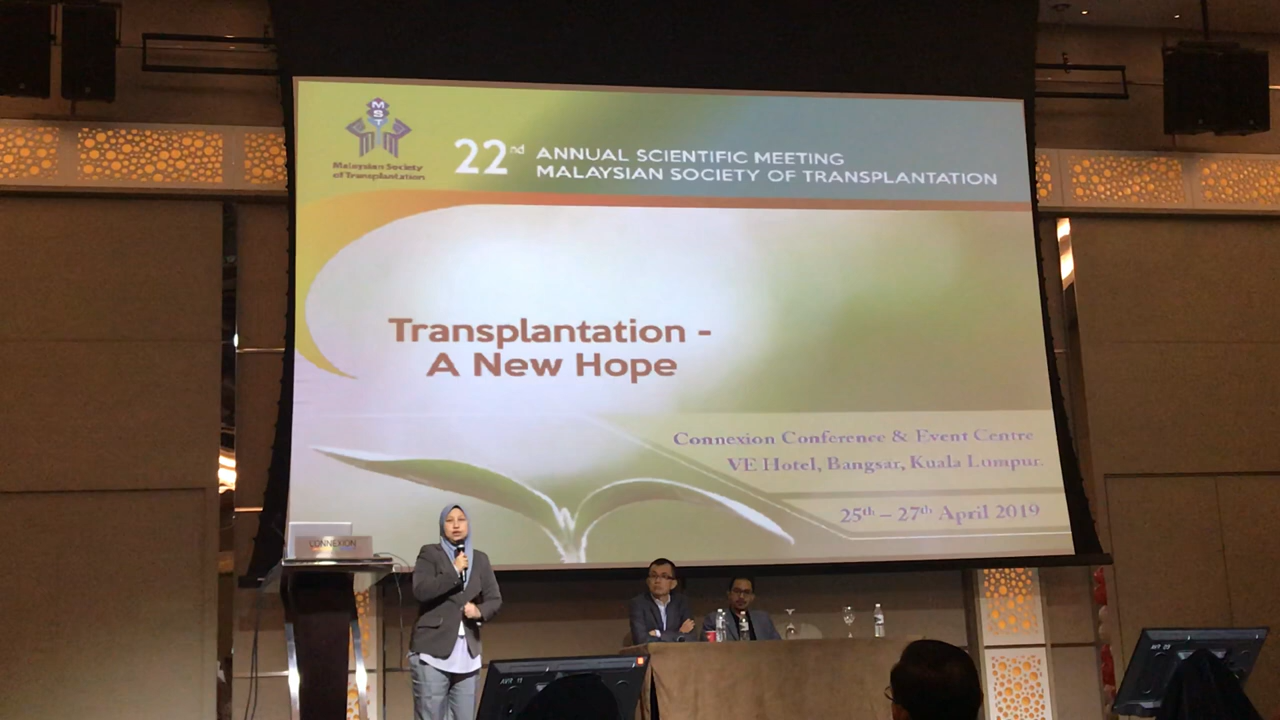 MST
Malaysian Society
of Transplantation
22nd ANNUAL SCIENTIFIC MEETING
MALAYSIAN SOCIETY OF TRANSPLANTATION
Transplantation -
A New Hope
Connexion Conference & Event Centre
VE Hotel, Bangsar, Kuala Lumpur.
25th – 27th April 2019
CONNEXION